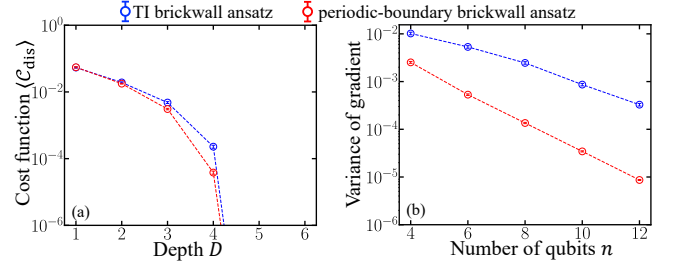 TI brickwall ansatz periodic-boundary brickwall ansatz
Cost function ⟨C_dis⟩
10^0
10^−2
10^−4
10^−6
(a)
1 2 3 4 5 6
Depth D
Variance of gradient
10^−2
10^−3
10^−4
10^−5
10^−6
(b)
4 6 8 10 12
Number of qubits n